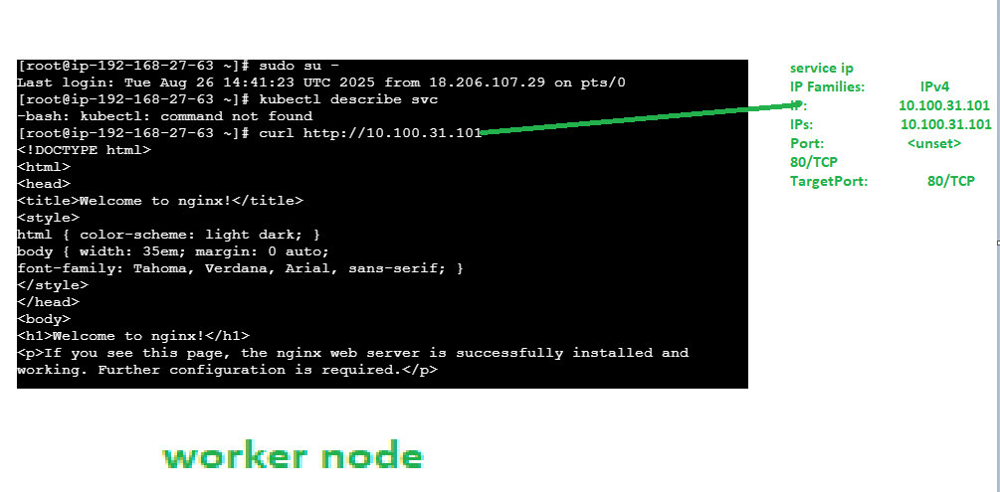 [root@ip-192-168-27-63 ~]# sudo su -
Last login: Tue Aug 26 14:41:23 UTC 2025 from 18.206.107.29 on pts/0
[root@ip-192-168-27-63 ~]# kubectl describe svc
-bash: kubectl: command not found
[root@ip-192-168-27-63 ~]# curl http://10.100.31.101
<!DOCTYPE html>
<html>
<head>
<title>Welcome to nginx!</title>
<style>
html { color-scheme: light dark; }
body { width: 35em; margin: 0 auto;
font-family: Tahoma, Verdana, Arial, sans-serif; }
</style>
</head>
<body>
<h1>Welcome to nginx!</h1>
<p>If you see this page, the nginx web server is successfully installed and
working. Further configuration is required.</p>
service ip
IP Families: IPv4
IP: 10.100.31.101
IPs: 10.100.31.101
Port: <unset>
80/TCP
TargetPort: 80/TCP
worker node